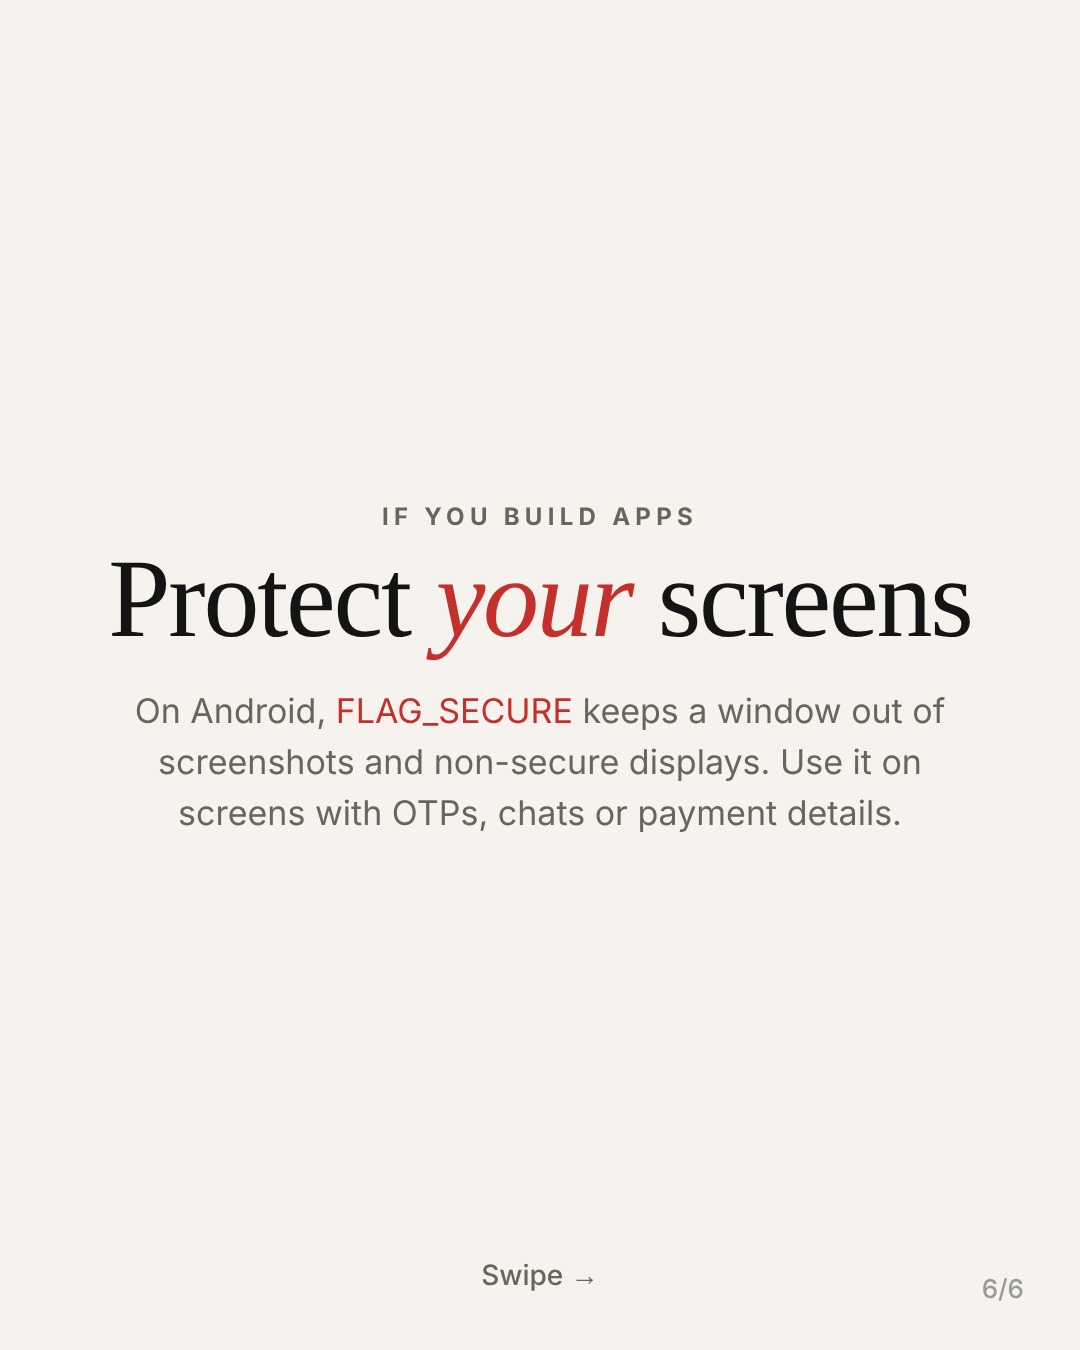 IF YOU BUILD APPS
Protect your screens
On Android, FLAG_SECURE keeps a window out of
screenshots and non-secure displays. Use it on
screens with OTPs, chats or payment details.
Swipe →
6/6